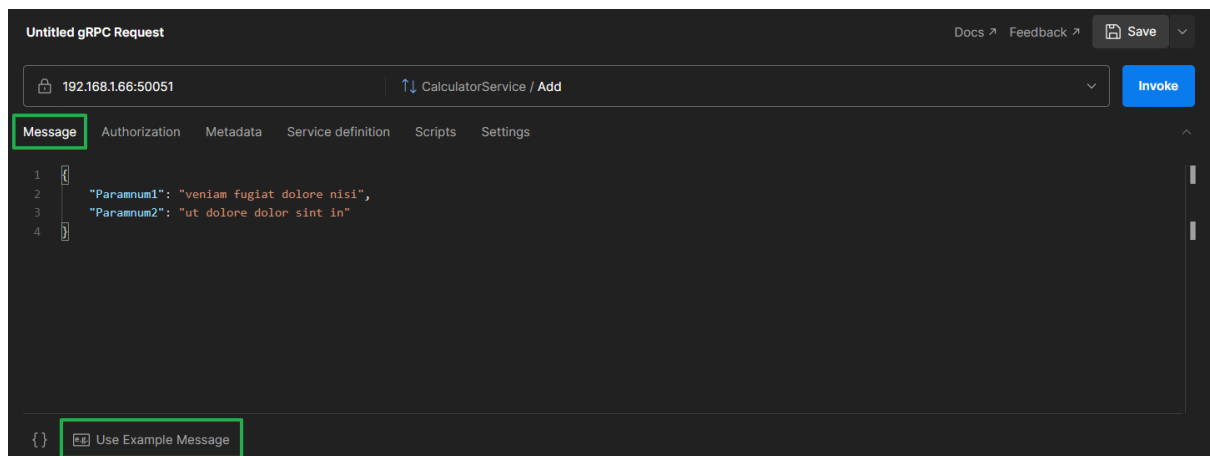 Untitled gRPC Request Docs ↗ Feedback ↗ Save
192.168.1.66:50051 CalculatorService / Add Invoke
Message Authorization Metadata Service definition Scripts Settings
1 {
2 "Paramnum1": "veniam fugiat dolore nisi",
3 "Paramnum2": "ut dolore dolor sint in"
4 }
{} e.g. Use Example Message